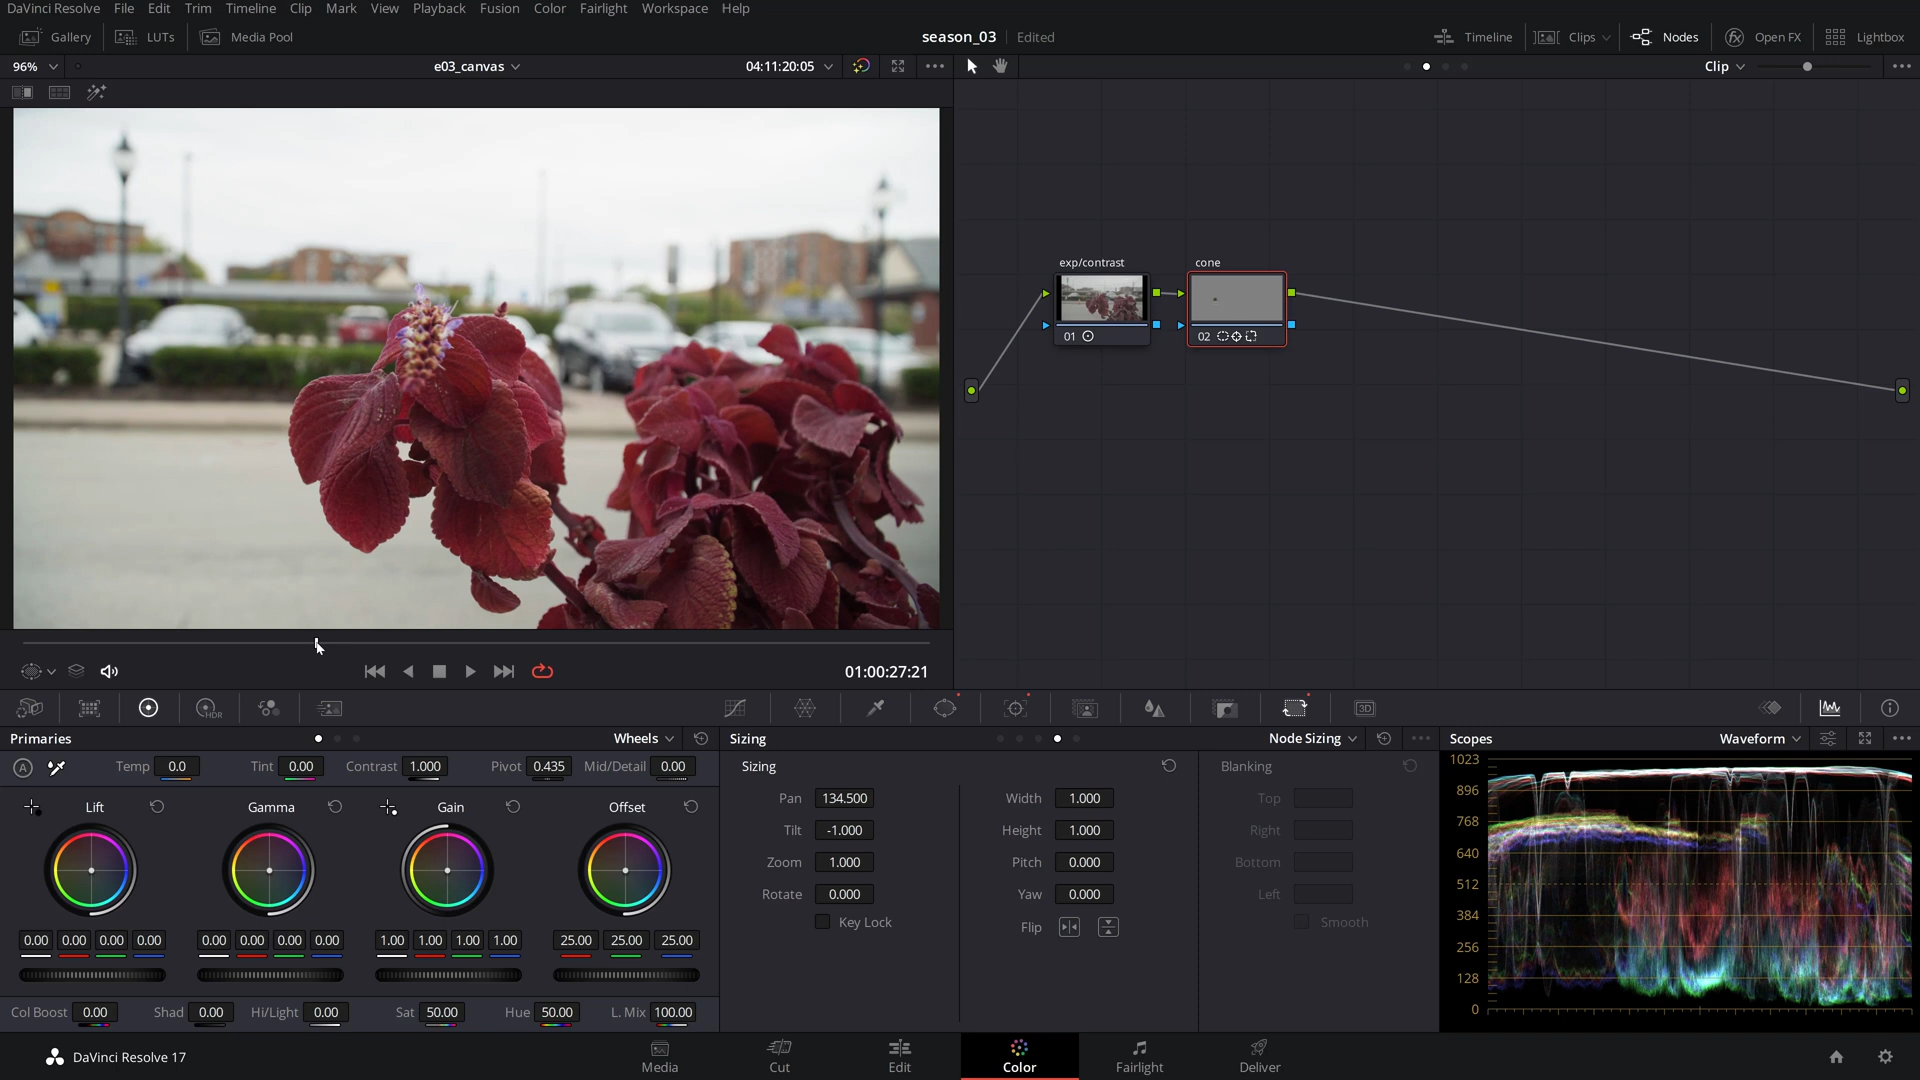 DaVinci Resolve File Edit Trim Timeline Clip Mark View Playback Fusion Color Fairlight Workspace Help
Gallery LUTs Media Pool season_03 Edited Timeline Clips Nodes Open FX Lightbox
96% e03_canvas 04:11:20:05 Clip
exp/contrast cone
01 02
01:00:27:21
HDR 3D
Primaries Wheels Sizing Node Sizing Scopes Waveform
A Temp 0.0 Tint 0.00 Contrast 1.000 Pivot 0.435 Mid/Detail 0.00 Sizing Blanking 1023
Lift Gamma Gain Offset Pan 134.500 Width 1.000 Top 896
Tilt -1.000 Height 1.000 Right 768
Zoom 1.000 Pitch 0.000 Bottom 640
Rotate 0.000 Yaw 0.000 Left 512
Key Lock Flip Smooth 384
0.00 0.00 0.00 0.00 0.00 0.00 0.00 0.00 1.00 1.00 1.00 1.00 25.00 25.00 25.00 256
128
Col Boost 0.00 Shad 0.00 Hi/Light 0.00 Sat 50.00 Hue 50.00 L. Mix 100.00 0
DaVinci Resolve 17 Media Cut Edit Color Fairlight Deliver